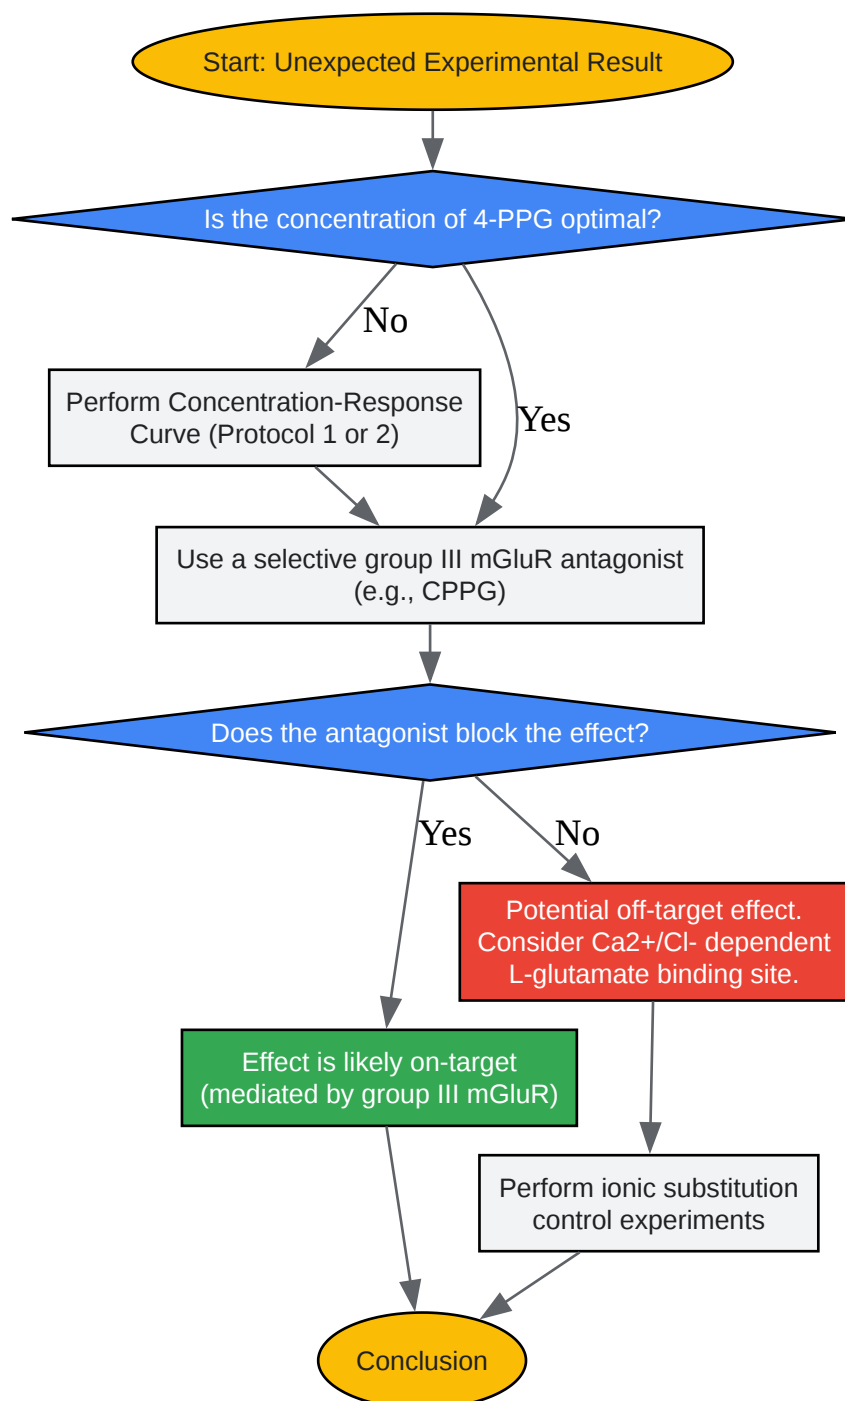 Start: Unexpected Experimental Result
Is the concentration of 4-PPG optimal?
No
Yes
Perform Concentration-Response
Curve (Protocol 1 or 2)
Use a selective group III mGluR antagonist
(e.g., CPPG)
Does the antagonist block the effect?
Yes
No
Potential off-target effect.
Consider Ca2+/Cl- dependent
L-glutamate binding site.
Effect is likely on-target
(mediated by group III mGluR)
Perform ionic substitution
control experiments
Conclusion